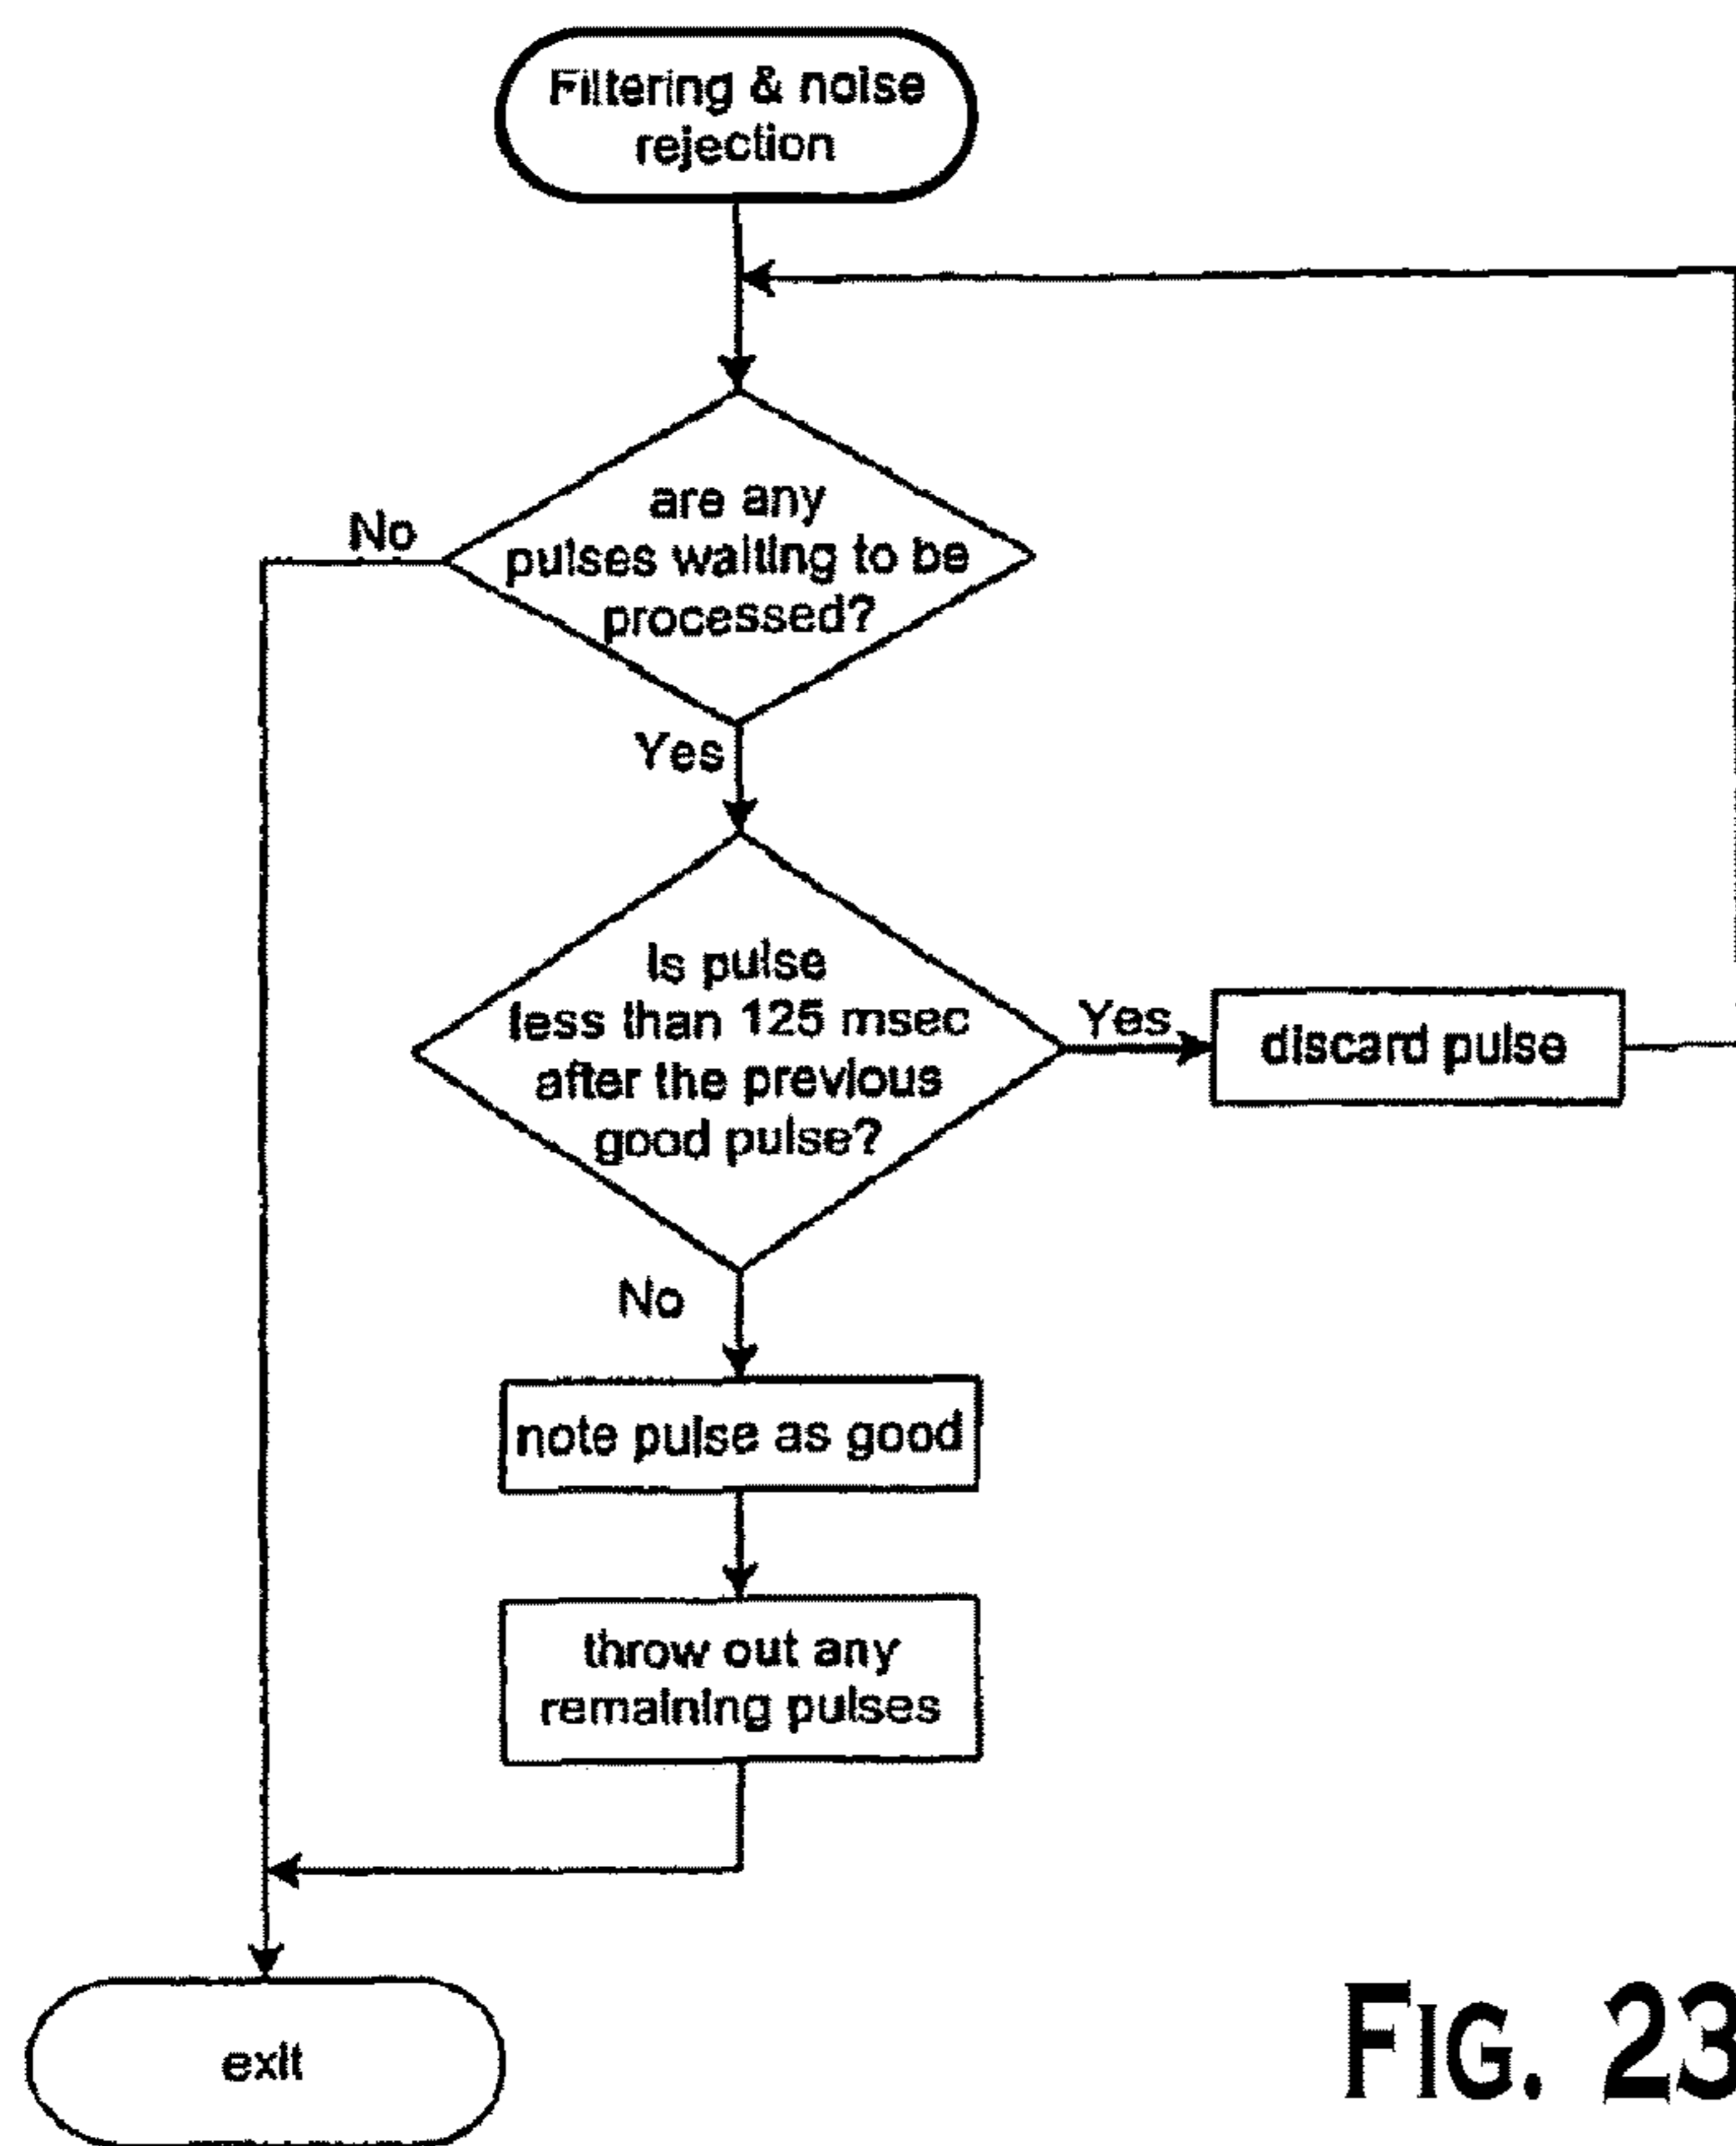 Filtering & noise
rejection
are any
pulses waiting to be
processed?
No
Yes
Is pulse
less than 125 msec
after the previous
good pulse?
Yes
discard pulse
No
note pulse as good
throw out any
remaining pulses
exit
FIG. 23